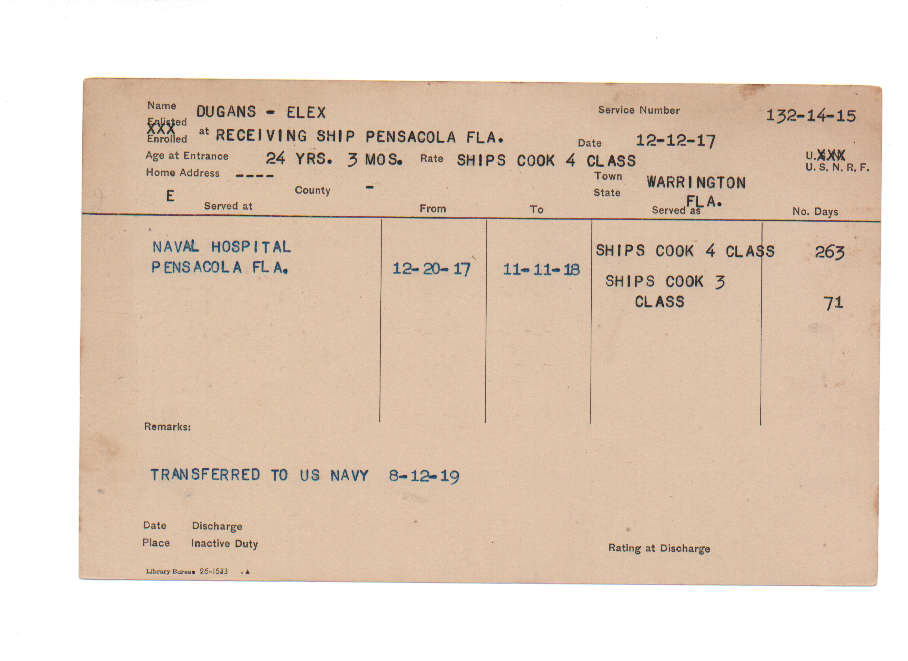 Name DUGANS - ELEX Service Number 132-14-15
Enlisted
XXX
Enrolled at RECEIVING SHIP PENSACOLA FLA. Date 12-12-17
Age at Entrance 24 YRS. 3 MOS. Rate SHIPS COOK 4 CLASS U.XXX
U. S. N. R. F.
Home Address ---- Town WARRINGTON
E County - State FLA.
Served at From To Served as No. Days
NAVAL HOSPITAL SHIPS COOK 4 CLASS 263
PENSACOLA FLA. 12-20-17 11-11-18
SHIPS COOK 3
CLASS 71
Remarks:
TRANSFERRED TO US NAVY 8-12-19
Date Discharge
Place Inactive Duty
Rating at Discharge
Library Bureau 26-1533